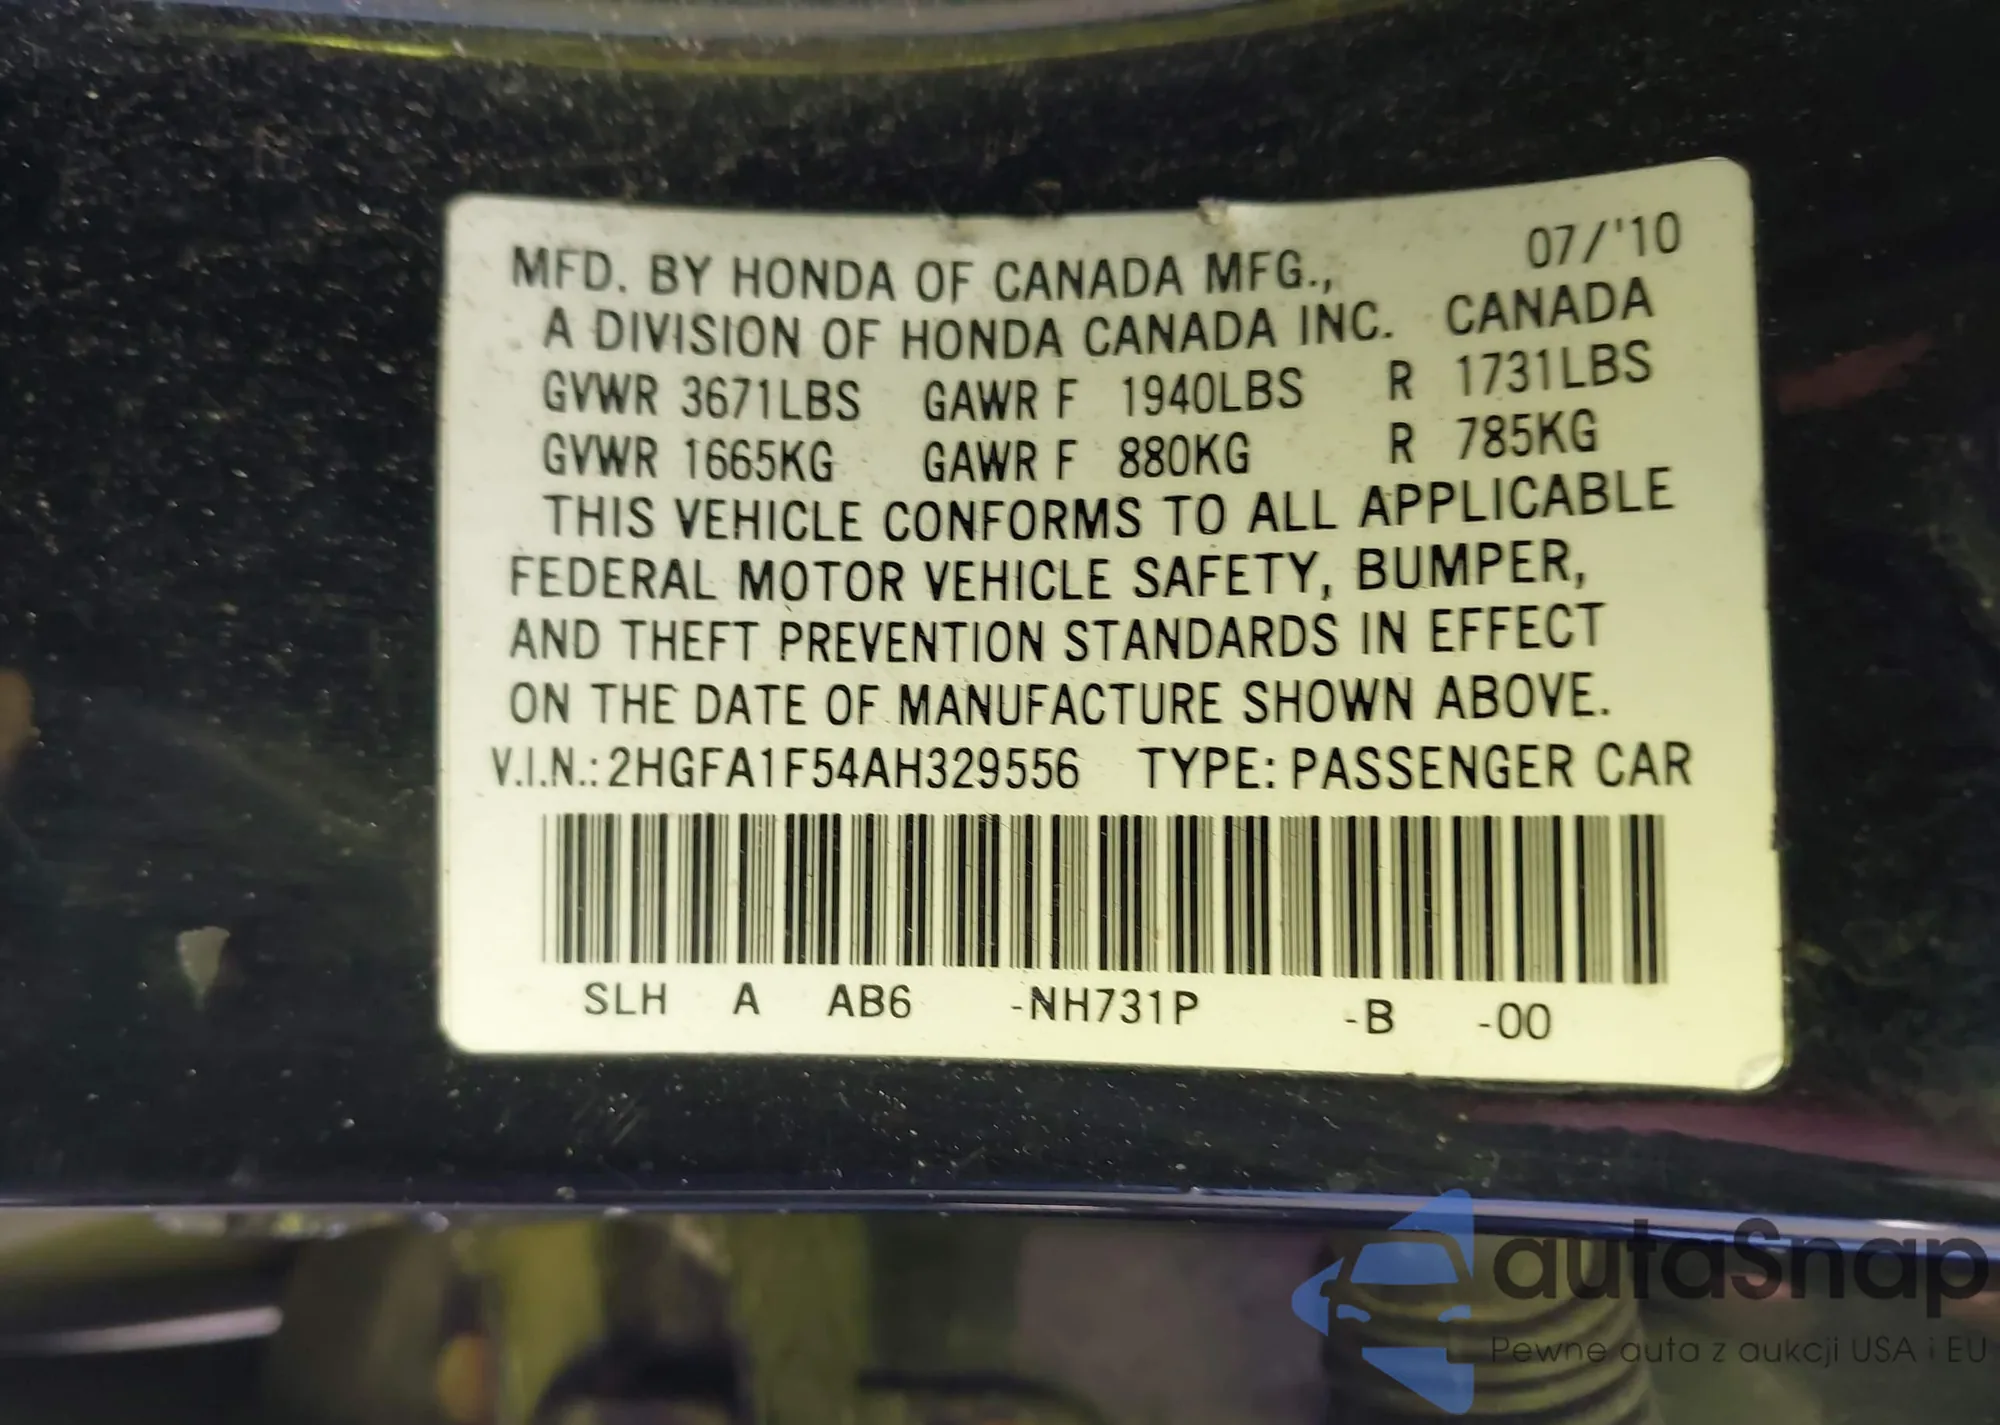 07/'10
MFD. BY HONDA OF CANADA MFG.,
A DIVISION OF HONDA CANADA INC. CANADA
GVWR 3671LBS GAWR F 1940LBS R 1731LBS
GVWR 1665KG GAWR F 880KG R 785KG
THIS VEHICLE CONFORMS TO ALL APPLICABLE
FEDERAL MOTOR VEHICLE SAFETY, BUMPER,
AND THEFT PREVENTION STANDARDS IN EFFECT
ON THE DATE OF MANUFACTURE SHOWN ABOVE.
V.I.N.: 2HGFA1F54AH329556 TYPE: PASSENGER CAR
SLH A AB6 -NH731P -B -00
autaSnap
Pewne auta z aukcji USA i EU